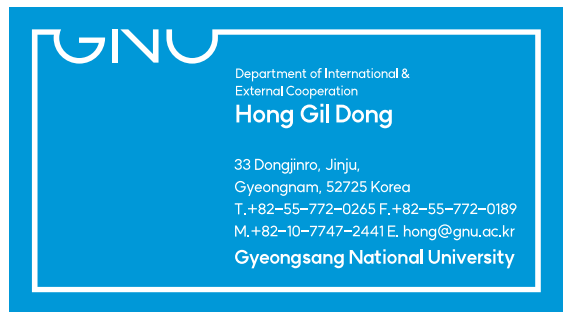 GNU
Department of International &
External Cooperation
Hong Gil Dong
33 Dongjinro, Jinju,
Gyeongnam, 52725 Korea
T.+82-55-772-0265 F.+82-55-772-0189
M.+82-10-7747-2441 E. hong@gnu.ac.kr
Gyeongsang National University